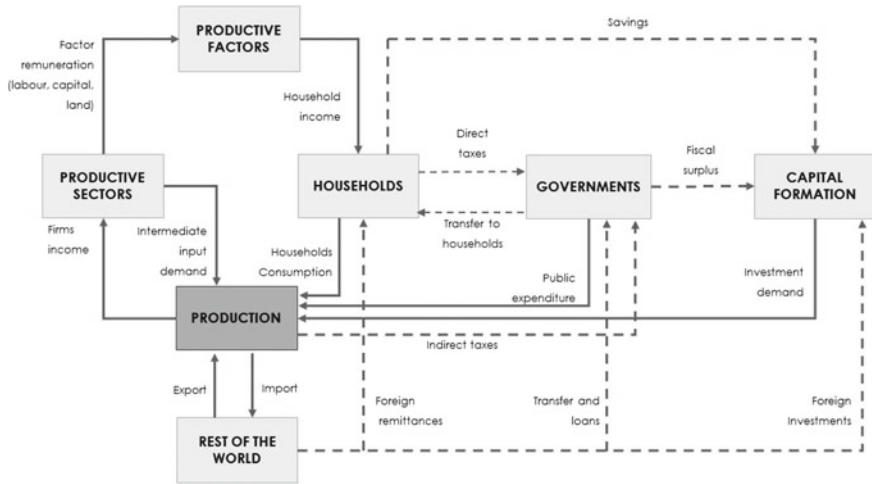 Savings
Factor
remuneration
(labour, capital,
land)
PRODUCTIVE
FACTORS
Household
income
Direct
taxes
Fiscal
surplus
PRODUCTIVE
SECTORS
HOUSEHOLDS
GOVERNMENTS
CAPITAL
FORMATION
Firms
income
Intermediate
input
demand
Transfer to
households
Households
Consumption
Public
expenditure
Investment
demand
PRODUCTION
Indirect taxes
Export
Import
Foreign
remittances
Transfer and
loans
Foreign
Investments
REST OF THE
WORLD